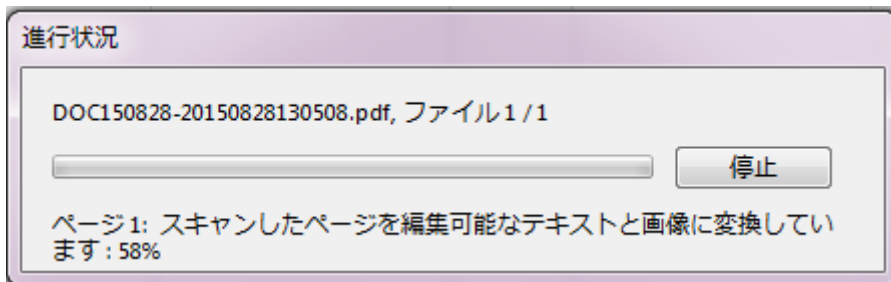 進行状況
DOC150828-20150828130508.pdf, ファイル 1 / 1
停止
ページ 1: スキャンしたページを編集可能なテキストと画像に変換してい
ます : 58%